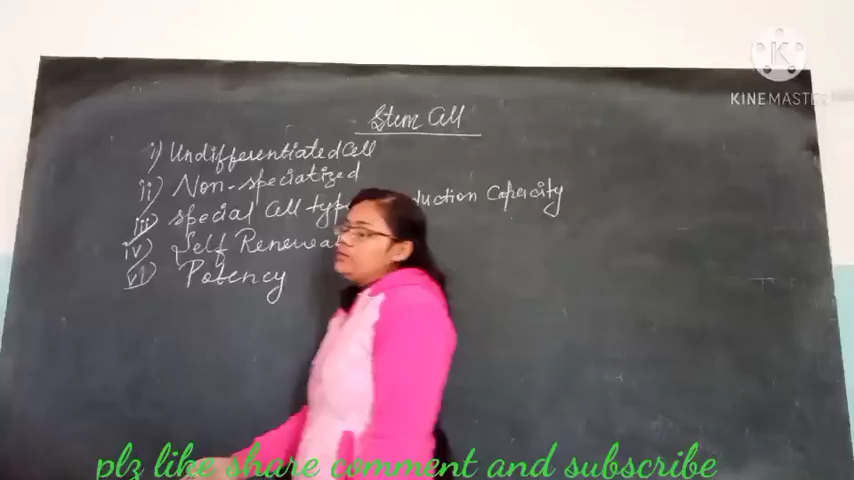 K
KINEMASTER
Stem Cell
i) Undifferentiated Cell
ii) Non-speciatized
iii) special Cell type duction Capacity
iv) Self Renewal
v) Potency
plz like share comment and subscribe